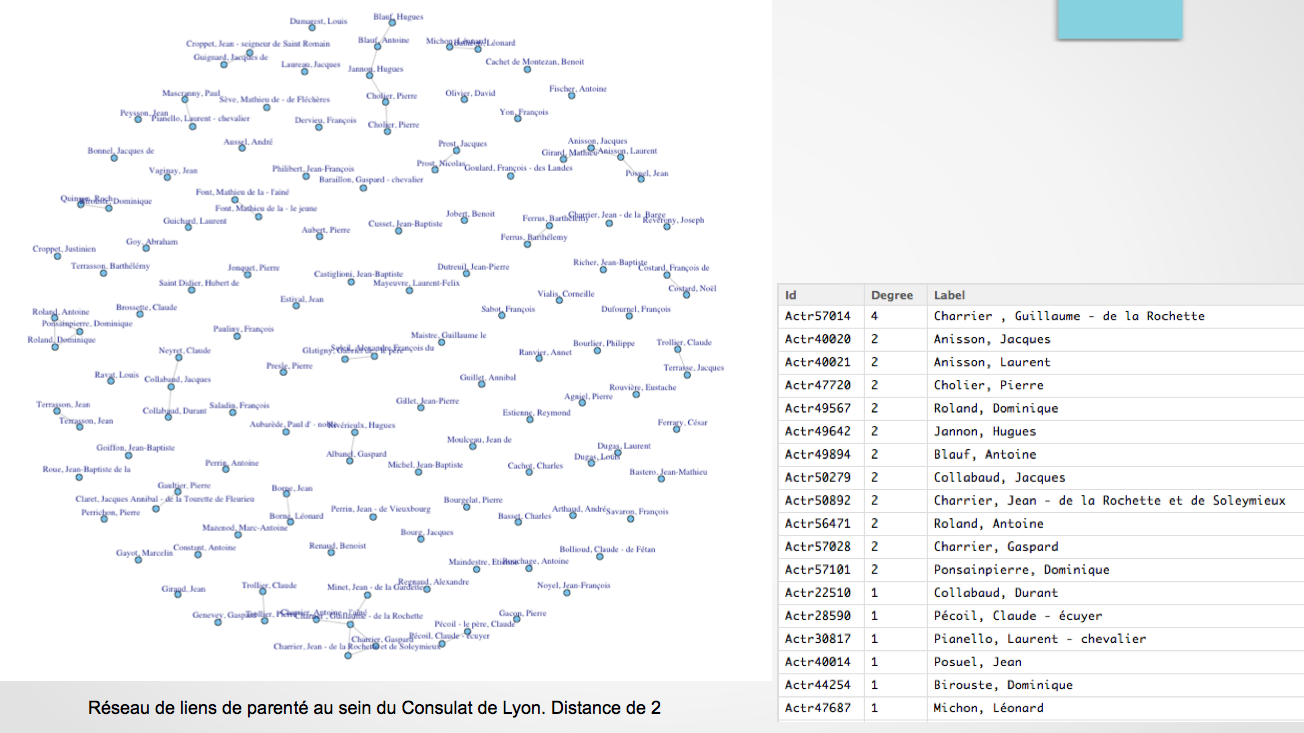 Dumarest, Louis
Blauf, Hugues
Croppet, Jean - seigneur de Saint Romain
Blauf, Antoine
Michon, Léonard
Guignard, Jacques de
Laureau, Jacques
Jannon, Hugues
Cachet de Montezan, Benoit
Mascranny, Paul
Sève, Mathieu de - de Fléchères
Cholier, Pierre
Olivier, David
Fischer, Antoine
Peysson, Jean
Pianello, Laurent - chevalier
Dervieu, François
Cholier, Pierre
Yon, François
Bonnel, Jacques de
Aussel, André
Prost, Jacques
Anisson, Jacques
Girard, Mathieu
Anisson, Laurent
Vaginay, Jean
Philibert, Jean-François
Prost, Nicolas
Goulard, François - des Landes
Posuel, Jean
Baraillon, Gaspard - chevalier
Font, Mathieu de la - l'ainé
Dominique
Font, Mathieu de la - le jeune
Guichard, Laurent
Aubert, Pierre
Cusset, Jean-Baptiste
Jobert, Benoit
Ferrus, Barthélemy
Charrier, Jean - de la Barge
Reverony, Joseph
Ferrus, Barthélemy
Croppet, Justinien
Goy, Abraham
Terrasson, Barthélémy
Jonquet, Pierre
Castiglioni, Jean-Baptiste
Dutreuil, Jean-Pierre
Richer, Jean-Baptiste
Costard, François de
Saint Didier, Hubert de
Mayeuvre, Laurent-Felix
Costard, Noël
Estival, Jean
Vialis, Corneille
Roland, Antoine
Brossette, Claude
Sabot, François
Dufournel, François
Ponsainpierre, Dominique
Roland, Dominique
Pauliny, François
Maistre, Guillaume le
Neyret, Claude
Ranvier, Annet
Bourlier, Philippe
Trollier, Claude
Presle, Pierre
Terrasse, Jacques
Ravat, Louis
Collabaud, Jacques
Guillet, Annibal
Rouvière, Eustache
Terrasson, Jean
Collabaud, Durant
Saladin, François
Gillet, Jean-Pierre
Agniel, Pierre
Terrasson, Jean
Estienne, Reymond
Ferrary, César
Aubarède, Paul d'
Hugues
Goiffon, Jean-Baptiste
Moulceau, Jean de
Dugas, Laurent
Albanel, Gaspard
Dugas, Louis
Roue, Jean-Baptiste de la
Perrin, Antoine
Michel, Jean-Baptiste
Cachot, Charles
Bastero, Jean-Mathieu
Gaultier, Pierre
Borne, Jean
Claret, Jacques Annibal - de la Tourette de Fleurieu
Bourgelat, Pierre
Perrichon, Pierre
Borne, Léonard
Perrin, Jean - de Vieuxbourg
Basset, Charles
Arthaud, André
Savaron, François
Mazenod, Marc-Antoine
Bourg, Jacques
Gayot, Marcelin
Constant, Antoine
Renaud, Benoist
Bollioud, Claude - de Fétan
Maindestre, Etienne
Antoine
Giraud, Jean
Trollier, Claude
Minet, Jean - de la Gardette
Regnaud, Alexandre
Noyel, Jean-François
Genevey, Gaspard
Charrier, Guillaume - de la Rochette
Gacon, Pierre
Pécoil - le père, Claude
Charrier, Gaspard
Pécoil, Claude - écuyer
Charrier, Jean - de la Rochette et de Soleymieux
Réseau de liens de parenté au sein du Consulat de Lyon. Distance de 2
Id Degree Label
Actr57014 4 Charrier , Guillaume - de la Rochette
Actr40020 2 Anisson, Jacques
Actr40021 2 Anisson, Laurent
Actr47720 2 Cholier, Pierre
Actr49567 2 Roland, Dominique
Actr49642 2 Jannon, Hugues
Actr49894 2 Blauf, Antoine
Actr50279 2 Collabaud, Jacques
Actr50892 2 Charrier, Jean - de la Rochette et de Soleymieux
Actr56471 2 Roland, Antoine
Actr57028 2 Charrier, Gaspard
Actr57101 2 Ponsainpierre, Dominique
Actr22510 1 Collabaud, Durant
Actr28590 1 Pécoil, Claude - écuyer
Actr30817 1 Pianello, Laurent - chevalier
Actr40014 1 Posuel, Jean
Actr44254 1 Birouste, Dominique
Actr47687 1 Michon, Léonard